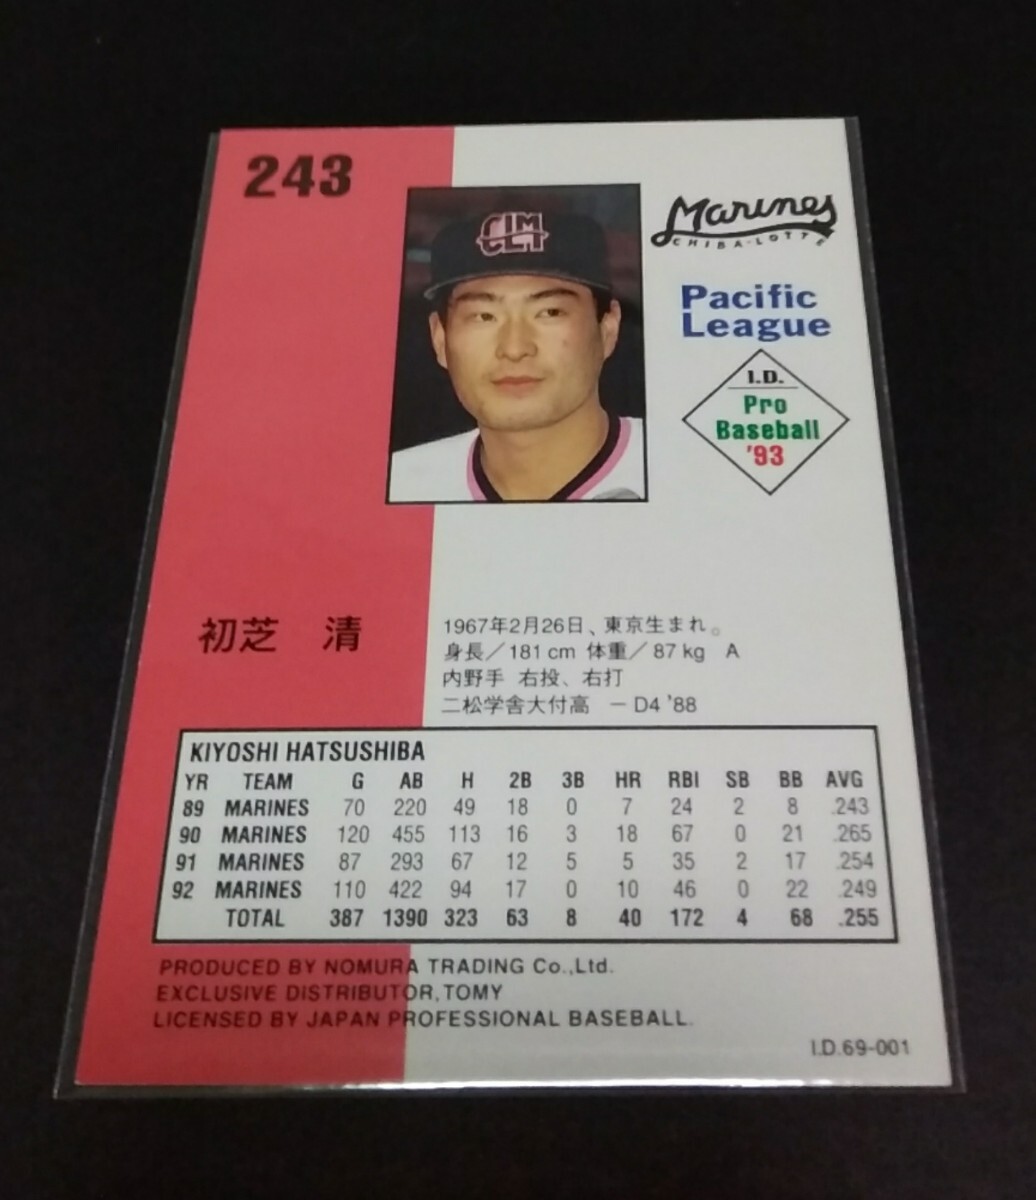 243
CLM
Marines
CHIBA-LOTTE
Pacific
League
I.D.
Pro
Baseball
'93
初芝 清
1967年2月26日、東京生まれ。
身長／181 cm 体重／87 kg A
内野手 右投、右打
二松学舎大付高 － D4 '88
KIYOSHI HATSUSHIBA
YR TEAM G AB H 2B 3B HR RBI SB BB AVG
89 MARINES 70 220 49 18 0 7 24 2 8 .243
90 MARINES 120 455 113 16 3 18 67 0 21 .265
91 MARINES 87 293 67 12 5 5 35 2 17 .254
92 MARINES 110 422 94 17 0 10 46 0 22 .249
TOTAL 387 1390 323 63 8 40 172 4 68 .255
PRODUCED BY NOMURA TRADING Co.,Ltd.
EXCLUSIVE DISTRIBUTOR,TOMY
LICENSED BY JAPAN PROFESSIONAL BASEBALL.
I.D.69-001